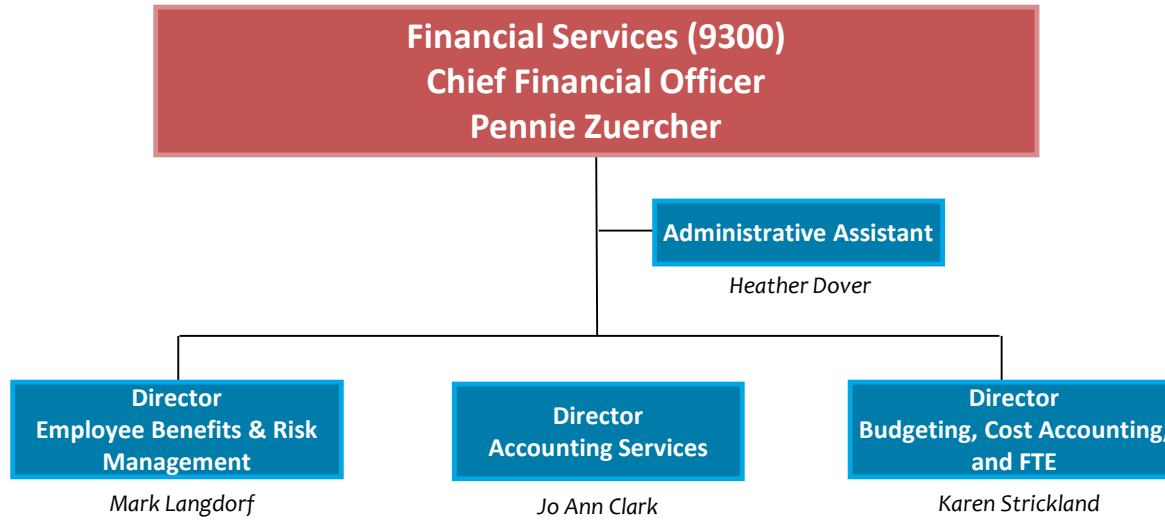 Financial Services (9300)
Chief Financial Officer
Pennie Zuercher
Administrative Assistant
Heather Dover
Director
Employee Benefits & Risk
Management
Mark Langdorf
Director
Accounting Services
Jo Ann Clark
Director
Budgeting, Cost Accounting,
and FTE
Karen Strickland